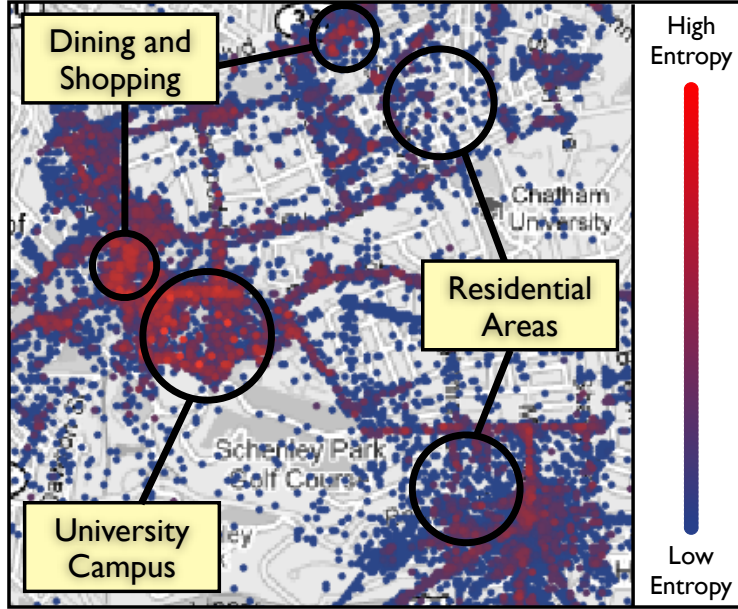 Dining and
Shopping
High
Entropy
Chatham
University
Residential
Areas
Schenley Park
Golf Course
University
Campus
Low
Entropy